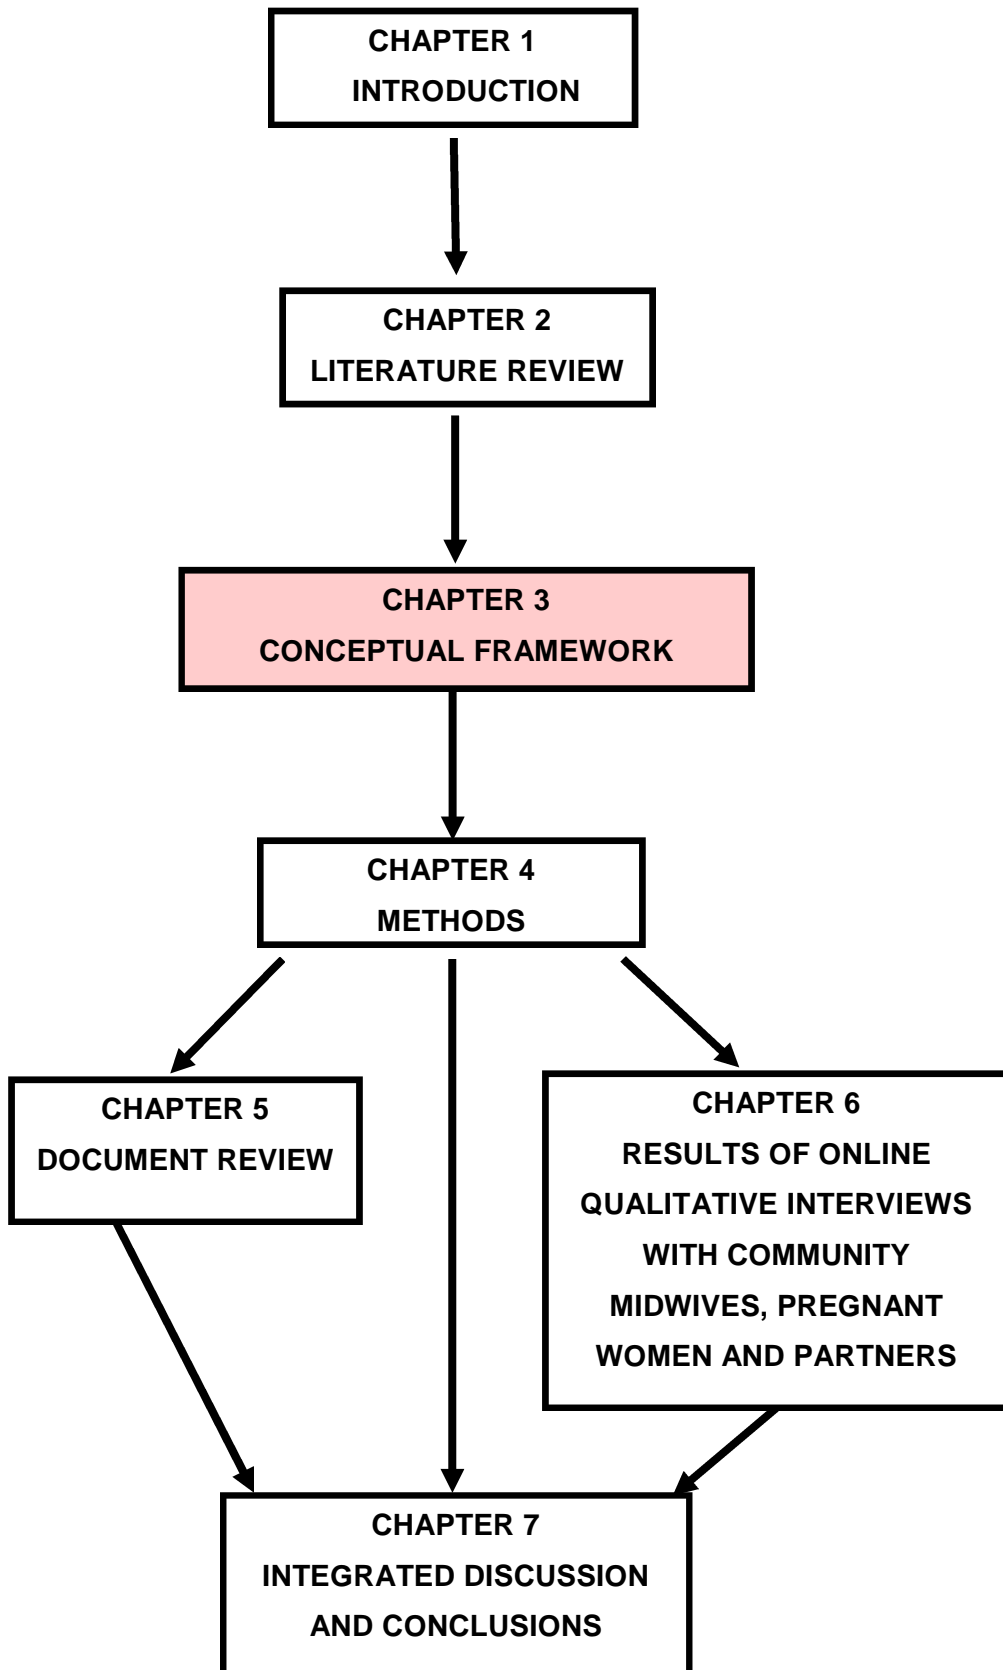 CHAPTER 1
INTRODUCTION
CHAPTER 2
LITERATURE REVIEW
CHAPTER 3
CONCEPTUAL FRAMEWORK
CHAPTER 4
METHODS
CHAPTER 5
DOCUMENT REVIEW
CHAPTER 6
RESULTS OF ONLINE
QUALITATIVE INTERVIEWS
WITH COMMUNITY
MIDWIVES, PREGNANT
WOMEN AND PARTNERS
CHAPTER 7
INTEGRATED DISCUSSION
AND CONCLUSIONS